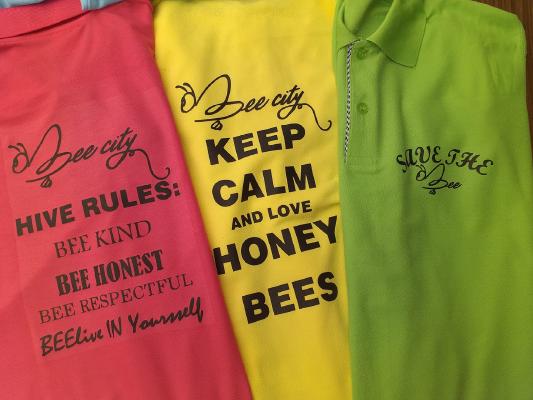 Bee city
HIVE RULES:
BEE KIND
BEE HONEST
BEE RESPECTFUL
BEElive IN Yoursself
Bee city
KEEP
CALM
AND LOVE
HONEY
BEES
SAVE THE
Bee